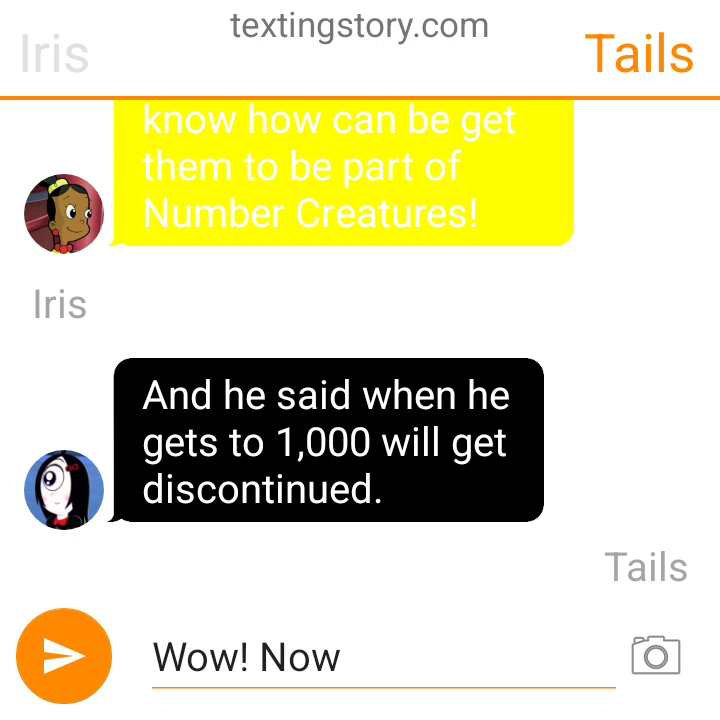 textingstory.com
Iris
Tails
know how can be get
them to be part of
Number Creatures!
Iris
And he said when he
gets to 1,000 will get
discontinued.
Tails
Wow! Now